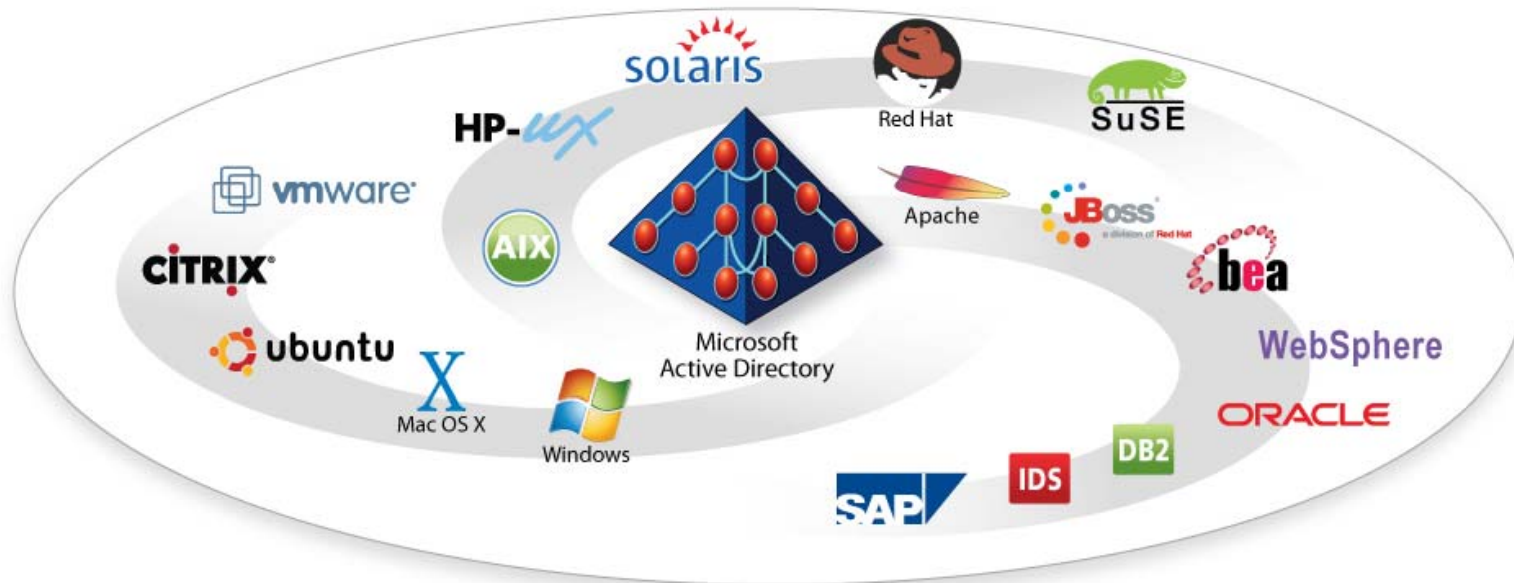 solaris
Red Hat
SuSE
HP-ux
vmware®
AIX
Apache
JBoss®
a division of Red Hat
CiTRIX®
bea
ubuntu
Microsoft
Active Directory
WebSphere
X
Mac OS X
Windows
ORACLE
DB2
IDS
SAP